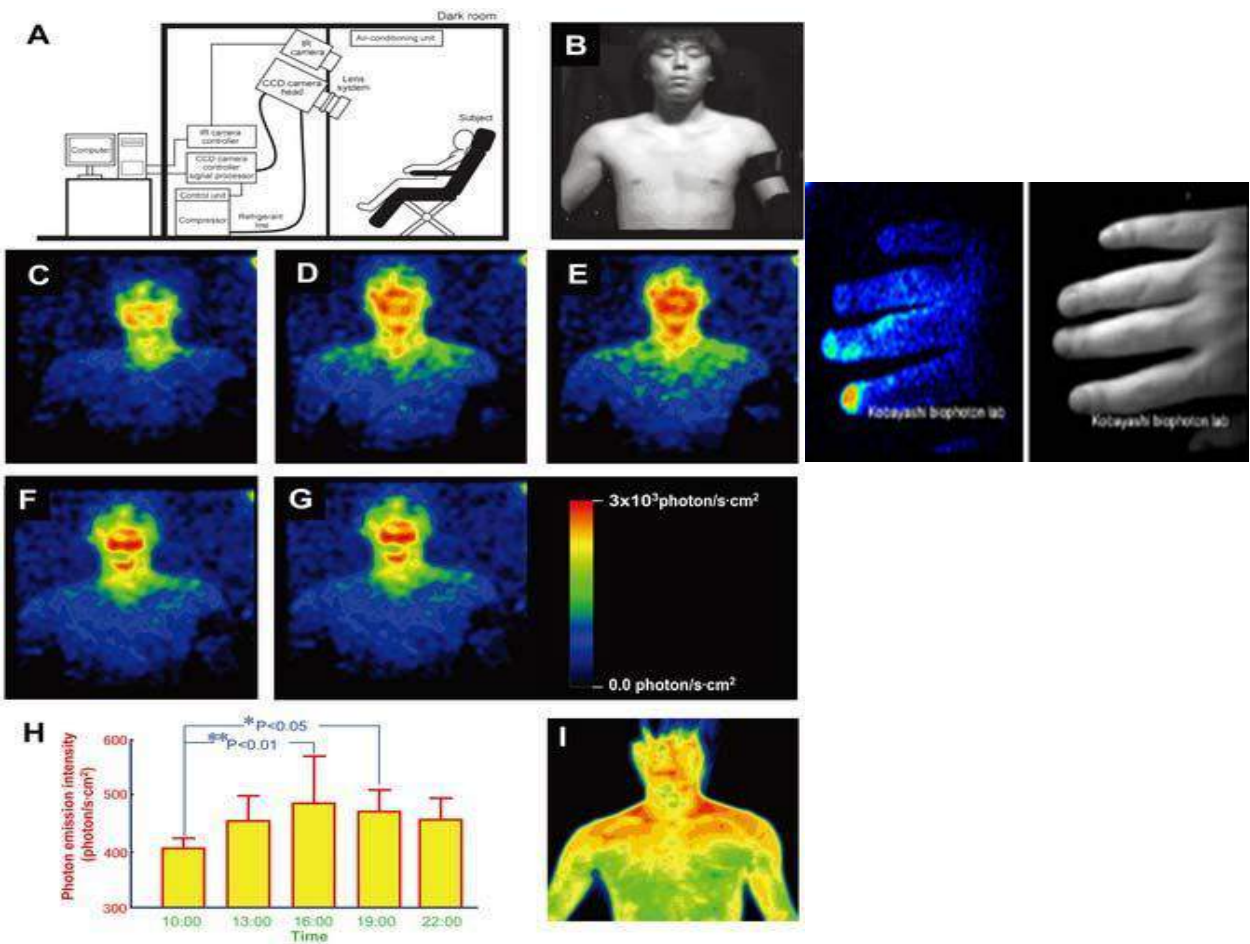 A
Dark room
IR
camera
Air-conditioning unit
CCD camera
head
Lens
system
Subject
Computer
IR camera
controller
CCD camera
controller
signal processor
Control unit
Compressor
Refrigerant
line
B
C
D
E
Kobayashi biophoton lab
Kobayashi biophoton lab
F
G
3x10³photon/s·cm²
0.0 photon/s·cm²
H
Photon emission intensity
(photon/s·cm²)
600
500
400
300
*P<0.05
**P<0.01
10:00 13:00 16:00 19:00 22:00
Time
I